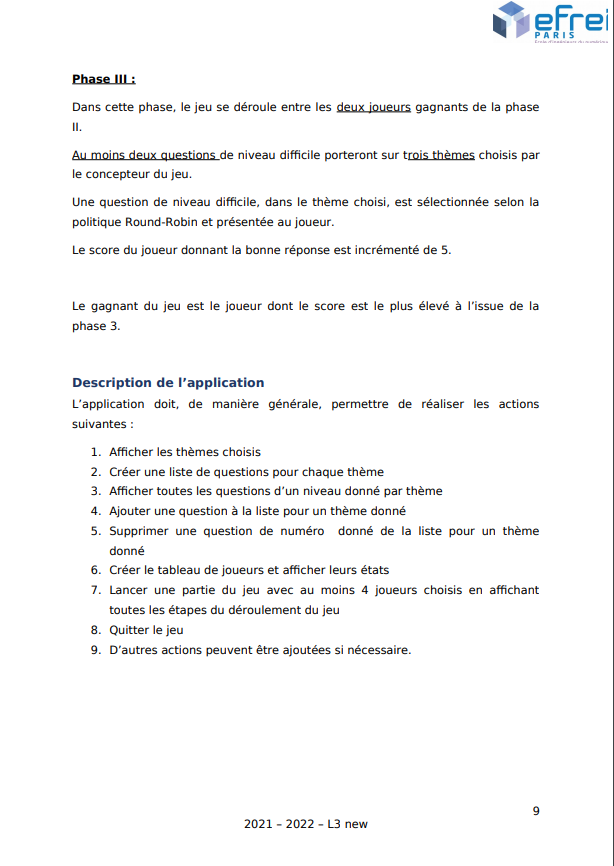 efrei
PARIS
Phase III :
Dans cette phase, le jeu se déroule entre les deux joueurs gagnants de la phase
II.
Au moins deux questions de niveau difficile porteront sur trois thèmes choisis par
le concepteur du jeu.
Une question de niveau difficile, dans le thème choisi, est sélectionnée selon la
politique Round-Robin et présentée au joueur.
Le score du joueur donnant la bonne réponse est incrémenté de 5.
Le gagnant du jeu est le joueur dont le score est le plus élevé à l’issue de la
phase 3.
Description de l’application
L’application doit, de manière générale, permettre de réaliser les actions
suivantes :
1. Afficher les thèmes choisis
2. Créer une liste de questions pour chaque thème
3. Afficher toutes les questions d’un niveau donné par thème
4. Ajouter une question à la liste pour un thème donné
5. Supprimer une question de numéro donné de la liste pour un thème
donné
6. Créer le tableau de joueurs et afficher leurs états
7. Lancer une partie du jeu avec au moins 4 joueurs choisis en affichant
toutes les étapes du déroulement du jeu
8. Quitter le jeu
9. D’autres actions peuvent être ajoutées si nécessaire.
9
2021 – 2022 – L3 new